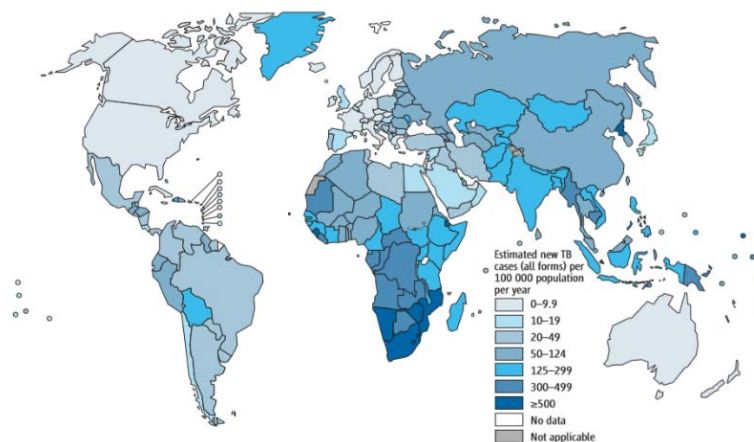 Estimated new TB
cases (all forms) per
100 000 population
per year
0–9.9
10–19
20–49
50–124
125–299
300–499
≥500
No data
Not applicable